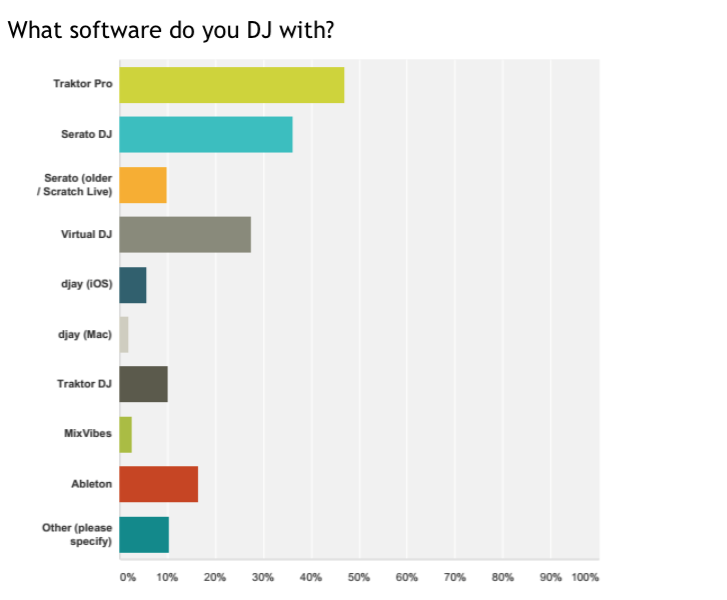 What software do you DJ with?
Traktor Pro
Serato DJ
Serato (older
/ Scratch Live)
Virtual DJ
djay (iOS)
djay (Mac)
Traktor DJ
MixVibes
Ableton
Other (please
specify)
0% 10% 20% 30% 40% 50% 60% 70% 80% 90% 100%